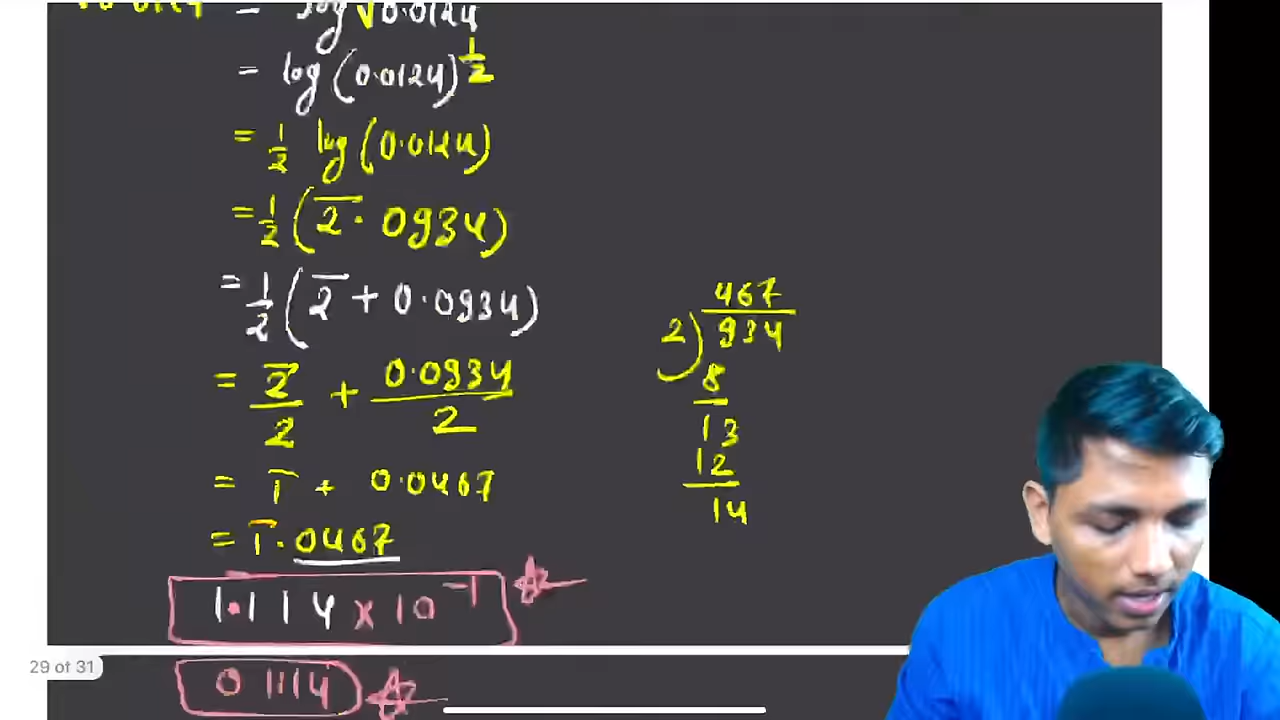 = log √0.0124
= log (0.0124)^{1/2}
= 1/2 log (0.0124)
= 1/2 (2̅. 0934)
= 1/2 (2̅ + 0.0934)
= 2̅/2 + 0.0934/2
= 1̅ + 0.0467
= 1̅. 0467
1.114 x 10^{-1}
0.1114
467
2) 934
8
13
12
14
29 of 31